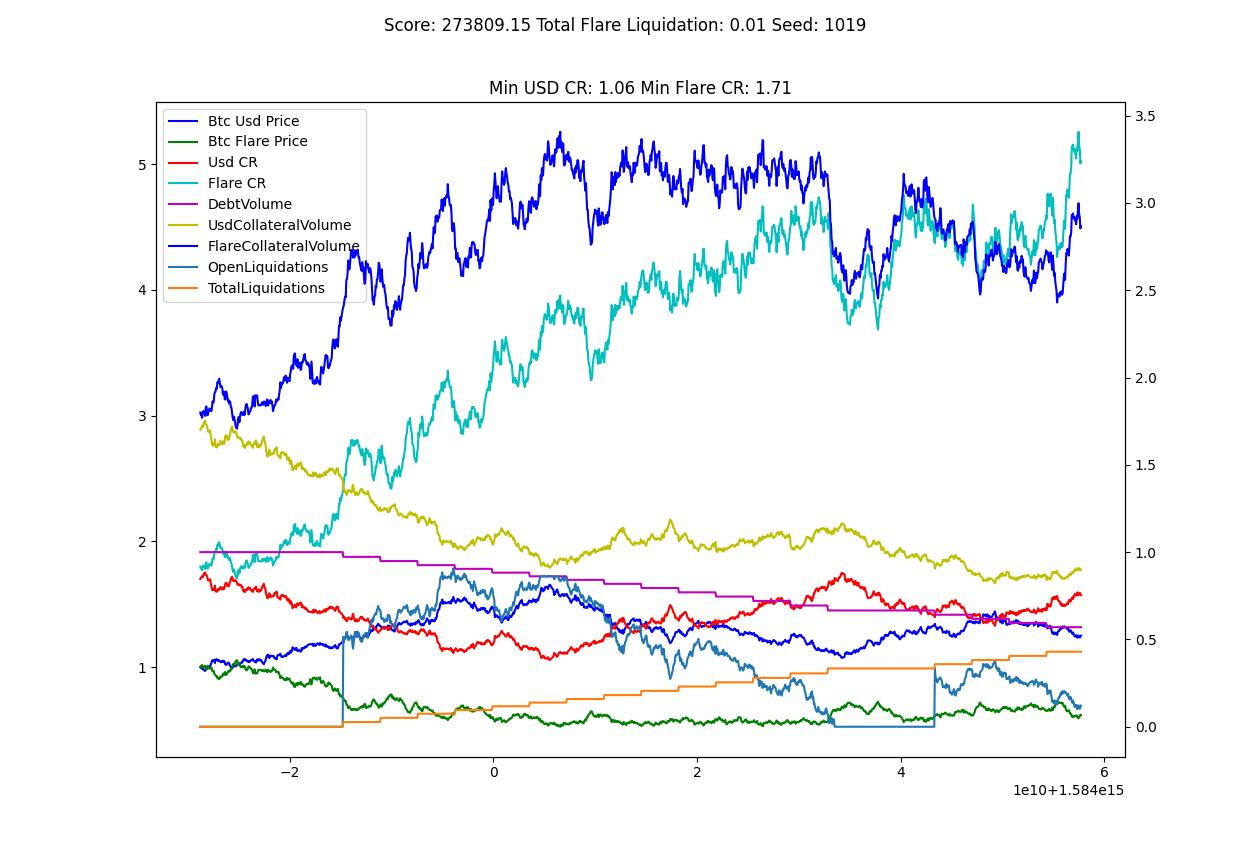 Score: 273809.15 Total Flare Liquidation: 0.01 Seed: 1019
Min USD CR: 1.06 Min Flare CR: 1.71
Btc Usd Price
Btc Flare Price
Usd CR
Flare CR
DebtVolume
UsdCollateralVolume
FlareCollateralVolume
OpenLiquidations
TotalLiquidations
5
4
3
2
1
3.5
3.0
2.5
2.0
1.5
1.0
0.5
0.0
−2 0 2 4 6
1e10+1.584e15